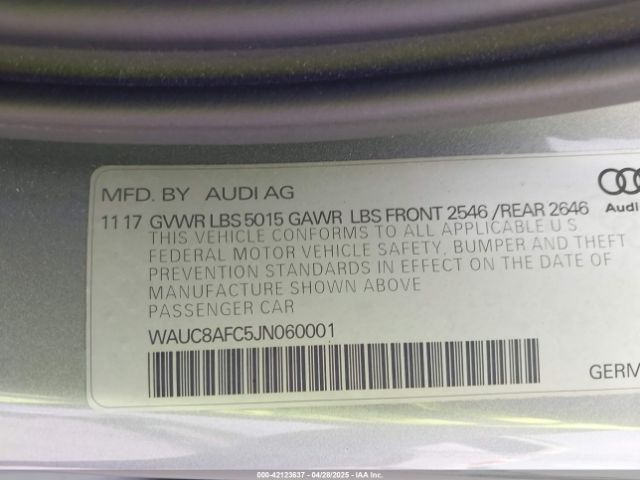 MFD. BY AUDI AG
11 17 GVWR LBS 5015 GAWR LBS FRONT 2546 /REAR 2646
THIS VEHICLE CONFORMS TO ALL APPLICABLE U S
FEDERAL MOTOR VEHICLE SAFETY, BUMPER AND THEFT
PREVENTION STANDARDS IN EFFECT ON THE DATE OF
MANUFACTURE SHOWN ABOVE
PASSENGER CAR
WAUC8AFC5JN060001
Audi
GERM
000-42123637 - 04/28/2025 - IAA Inc.